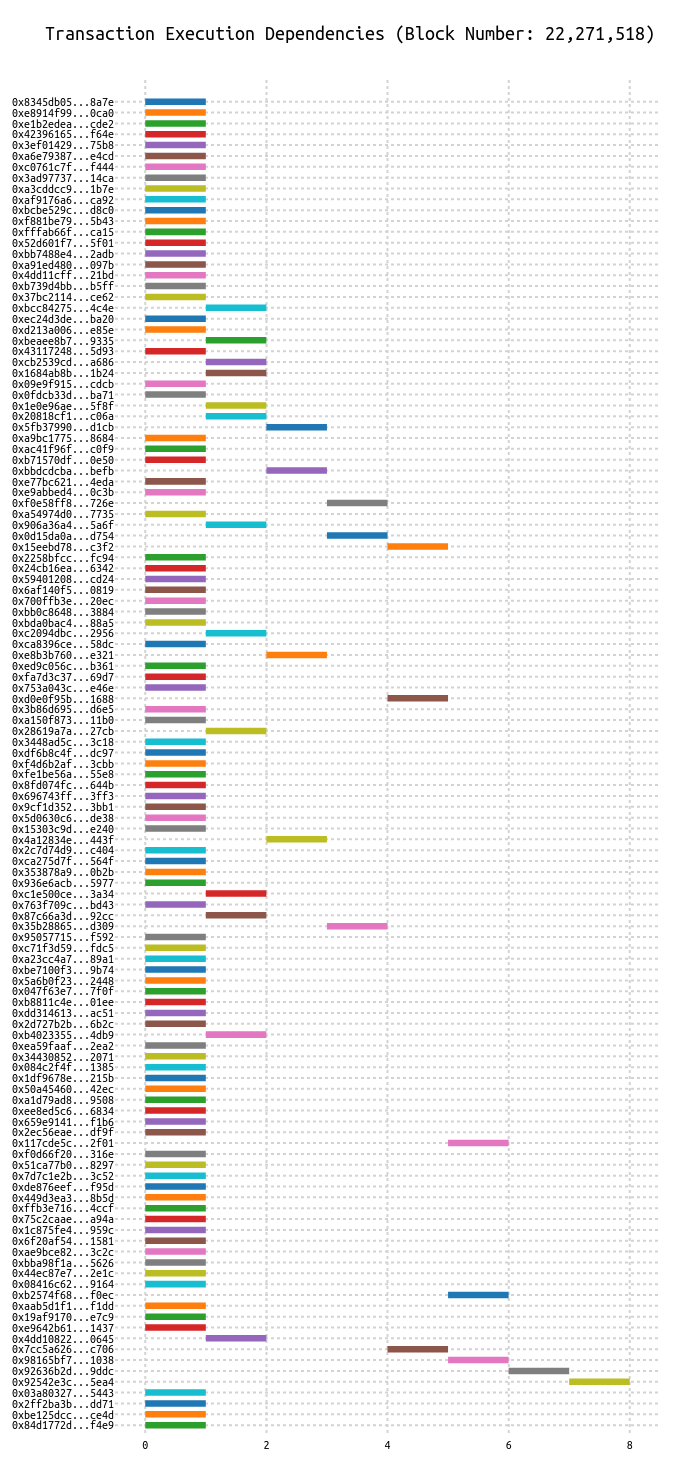 Transaction Execution Dependencies (Block Number: 22,271,518)
0x8345db05...8a7e
0xe8914f99...0ca0
0xe1b2edea...cde2
0x42396165...f64e
0x3ef01429...75b8
0xa6e79387...e4cd
0xc0761c7f...f444
0x3ad97737...14ca
0xa3cddcc9...1b7e
0xaf9176a6...ca92
0xbcbe529c...d8c0
0xf881be79...5b43
0xfffab66f...ca15
0x52d601f7...5f01
0xbb7488e4...2adb
0xa91ed480...097b
0x4dd11cff...21bd
0xb739d4bb...b5ff
0x37bc2114...ce62
0xbcc84275...4c4e
0xec24d3de...ba20
0xd213a006...e85e
0xbeaee8b7...9335
0x43117248...5d93
0xcb2539cd...a686
0x1684ab8b...1b24
0x09e9f915...cdcb
0x0fdcb33d...ba71
0x1e0e96ae...5f8f
0x20818cf1...c06a
0x5fb37990...d1cb
0xa9bc1775...8684
0xac41f96f...c0f9
0xb71570df...0e50
0xbbdcdcba...befb
0xe77bc621...4eda
0xe9abbed4...0c3b
0xf0e58ff8...726e
0xa54974d0...7735
0x906a36a4...5a6f
0x0d15da0a...d754
0x15eebd78...c3f2
0x2258bfcc...fc94
0x24cb16ea...6342
0x59401208...cd24
0x6af140f5...0819
0x700ffb3e...20ec
0xbb0c8648...3884
0xbda0bac4...88a5
0xc2094dbc...2956
0xca8396ce...58dc
0xe8b3b760...e321
0xed9c056c...b361
0xfa7d3c37...69d7
0x753a043c...e46e
0xd0e0f95b...1688
0x3b86d695...d6e5
0xa150f873...11b0
0x28619a7a...27cb
0x3448ad5c...3c18
0xdf6b8c4f...dc97
0xf4d6b2af...3cbb
0xfe1be56a...55e8
0x8fd074fc...644b
0x696743ff...3ff3
0x9cf1d352...3bb1
0x5d0630c6...de38
0x15303c9d...e240
0x4a12834e...443f
0x2c7d74d9...c404
0xca275d7f...564f
0x353878a9...0b2b
0x936e6acb...5977
0xc1e500ce...3a34
0x763f709c...bd43
0x87c66a3d...92cc
0x35b28865...d309
0x95057715...f592
0xc71f3d59...fdc5
0xa23cc4a7...89a1
0xbe7100f3...9b74
0x5a6b0f23...2448
0x047f63e7...7f0f
0xb8811c4e...01ee
0xdd314613...ac51
0x2d727b2b...6b2c
0xb4023355...4db9
0xea59faaf...2ea2
0x34430852...2071
0x084c2f4f...1385
0x1df9678e...215b
0x50a45460...42ec
0xa1d79ad8...9508
0xee8ed5c6...6834
0x659e9141...f1b6
0x2ec56eae...df9f
0x117cde5c...2f01
0xf0d66f20...316e
0x51ca77b0...8297
0x7d7c1e2b...3c52
0xde876eef...f95d
0x449d3ea3...8b5d
0xffb3e716...4ccf
0x75c2caae...a94a
0x1c875fe4...959c
0x6f20af54...1581
0xae9bce82...3c2c
0xbba98f1a...5626
0x44ec87e7...2e1c
0x08416c62...9164
0xb2574f68...f0ec
0xaab5d1f1...f1dd
0x19af9170...e7c9
0xe9642b61...1437
0x4dd10822...0645
0x7cc5a626...c706
0x98165bf7...1038
0x92636b2d...9ddc
0x92542e3c...5ea4
0x03a80327...5443
0x2ff2ba3b...dd71
0xbe125dcc...ce4d
0x84d1772d...f4e9
0 2 4 6 8